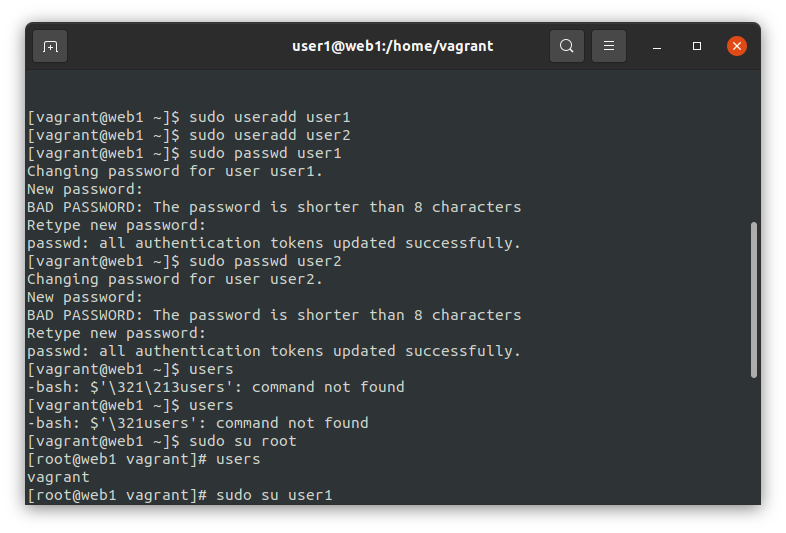 user1@web1:/home/vagrant
[vagrant@web1 ~]$ sudo useradd user1
[vagrant@web1 ~]$ sudo useradd user2
[vagrant@web1 ~]$ sudo passwd user1
Changing password for user user1.
New password:
BAD PASSWORD: The password is shorter than 8 characters
Retype new password:
passwd: all authentication tokens updated successfully.
[vagrant@web1 ~]$ sudo passwd user2
Changing password for user user2.
New password:
BAD PASSWORD: The password is shorter than 8 characters
Retype new password:
passwd: all authentication tokens updated successfully.
[vagrant@web1 ~]$ users
-bash: $'\321\213users': command not found
[vagrant@web1 ~]$ users
-bash: $'\321users': command not found
[vagrant@web1 ~]$ sudo su root
[root@web1 vagrant]# users
vagrant
[root@web1 vagrant]# sudo su user1